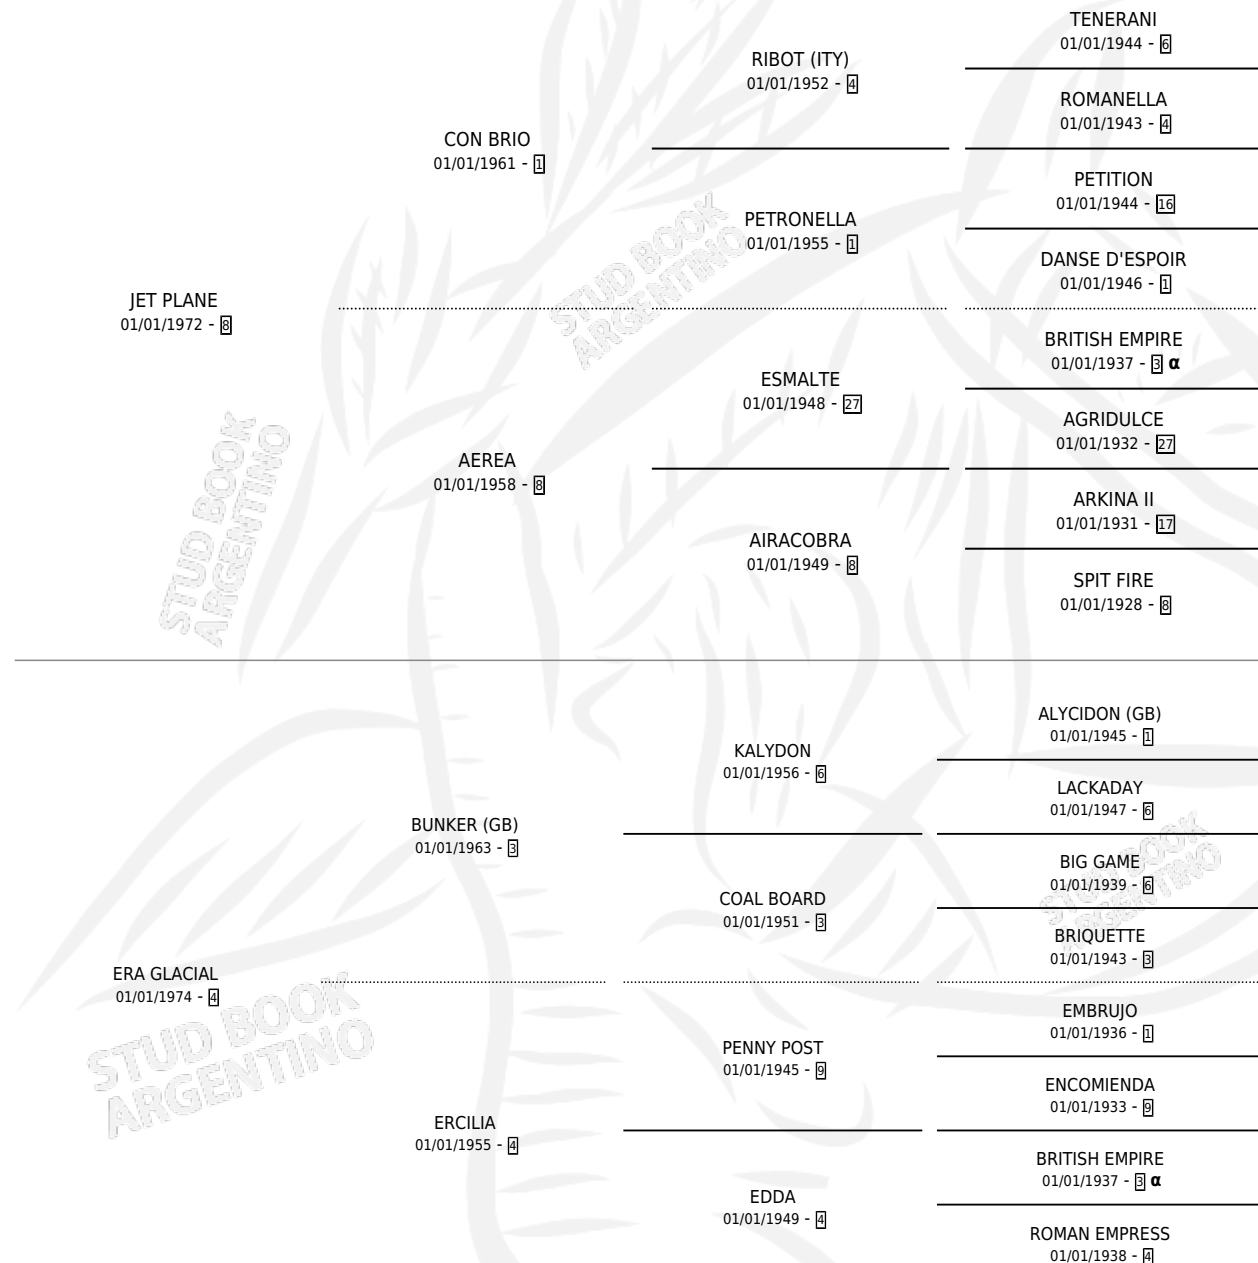 TENERANI
01/01/1944 - 6
RIBOT (ITY)
01/01/1952 - 4
ROMANELLA
01/01/1943 - 4
CON BRIO
01/01/1961 - 1
PETITION
01/01/1944 - 16
PETRONELLA
01/01/1955 - 1
DANSE D'ESPOIR
01/01/1946 - 1
STUD BOOK
ARGENTINO
JET PLANE
01/01/1972 - 8
BRITISH EMPIRE
01/01/1937 - 3 α
ESMALTE
01/01/1948 - 27
AGRIDULCE
01/01/1932 - 27
AEREA
01/01/1958 - 8
ARKINA II
01/01/1931 - 17
AIRACOBRA
01/01/1949 - 8
SPIT FIRE
01/01/1928 - 8
STUD BOOK
ARGENTINO
ALYCIDON (GB)
01/01/1945 - 1
KALYDON
01/01/1956 - 6
LACKADAY
01/01/1947 - 6
BUNKER (GB)
01/01/1963 - 3
BIG GAME
01/01/1939 - 6
COAL BOARD
01/01/1951 - 3
BRIQUETTE
01/01/1943 - 3
STUD BOOK
ARGENTINO
ERA GLACIAL
01/01/1974 - 4
EMBRUJO
01/01/1936 - 1
PENNY POST
01/01/1945 - 9
ENCOMIENDA
01/01/1933 - 9
STUD BOOK
ARGENTINO
ERCILIA
01/01/1955 - 4
BRITISH EMPIRE
01/01/1937 - 3 α
EDDA
01/01/1949 - 4
ROMAN EMPRESS
01/01/1938 - 4